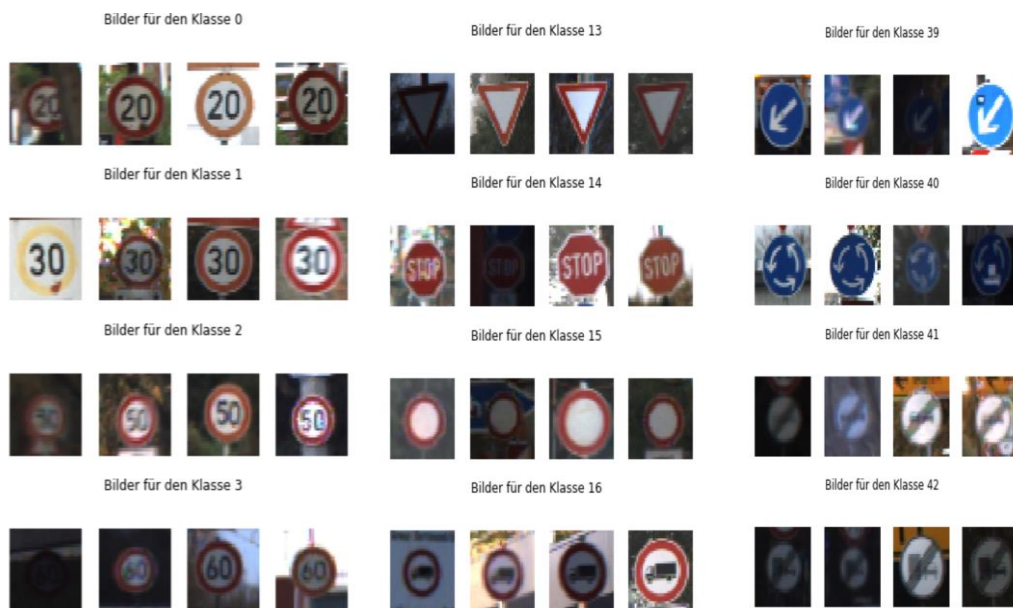 Bilder für den Klasse 0
20 20 20 20
Bilder für den Klasse 1
30 30 30 30
Bilder für den Klasse 2
50 50 50 50
Bilder für den Klasse 3
60 60 60
Bilder für den Klasse 13
Bilder für den Klasse 14
STOP STOP STOP STOP
Bilder für den Klasse 15
Bilder für den Klasse 16
Bilder für den Klasse 39
Bilder für den Klasse 40
Bilder für den Klasse 41
Bilder für den Klasse 42